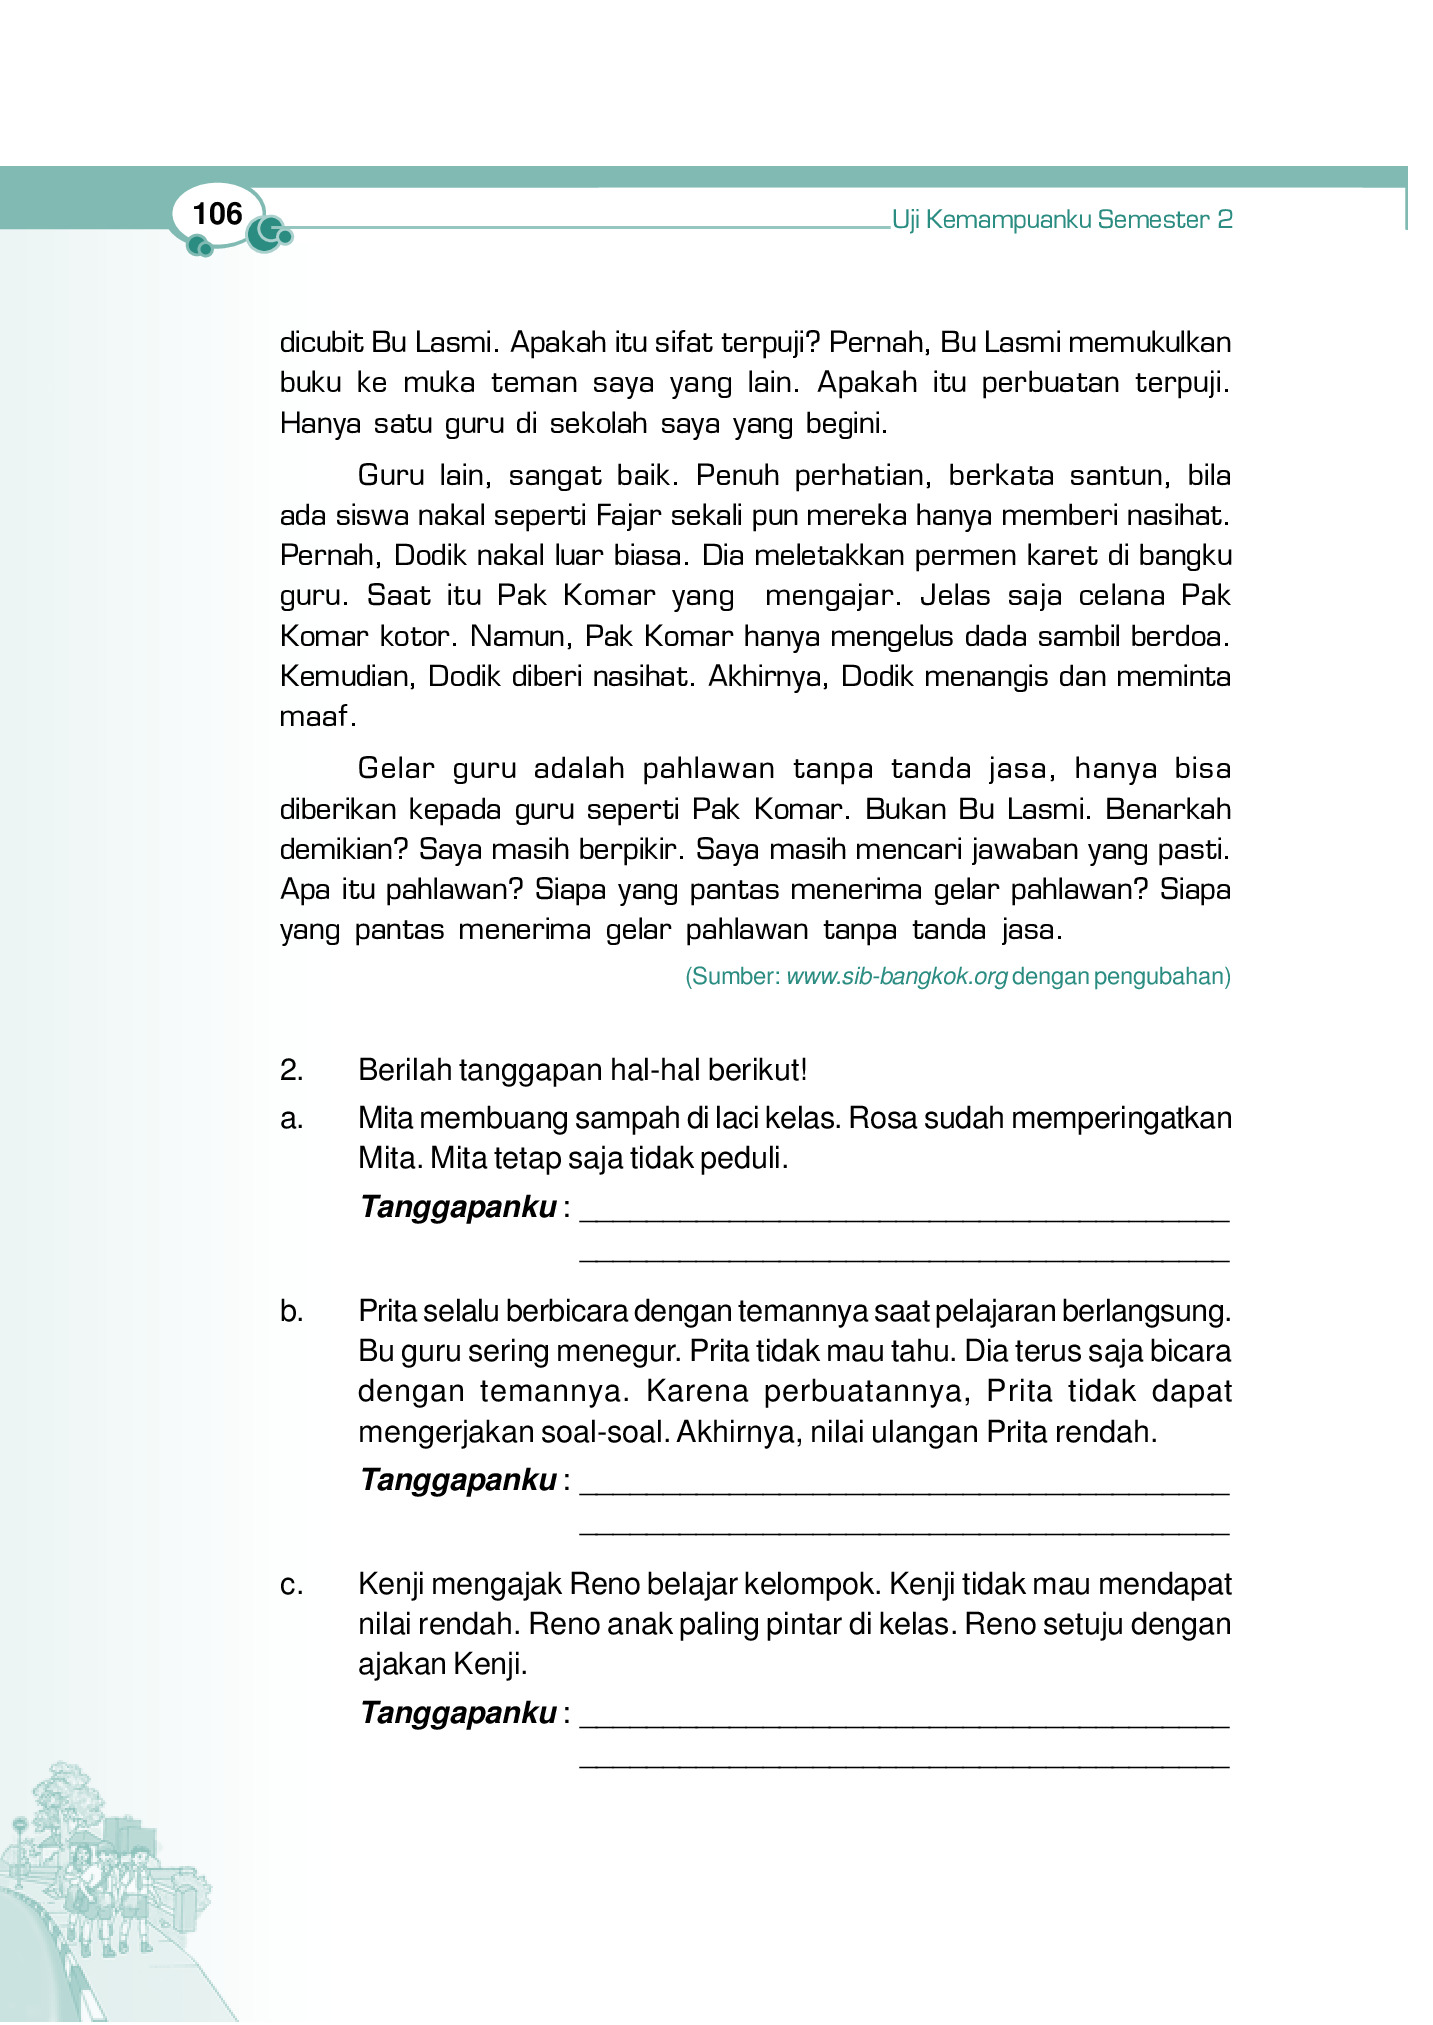 106
Uji Kemampuanku Semester 2
dicubit Bu Lasmi. Apakah itu sifat terpuji? Pernah, Bu Lasmi memukulkan
buku ke muka teman saya yang lain. Apakah itu perbuatan terpuji.
Hanya satu guru di sekolah saya yang begini.
Guru lain, sangat baik. Penuh perhatian, berkata santun, bila
ada siswa nakal seperti Fajar sekali pun mereka hanya memberi nasihat.
Pernah, Dodik nakal luar biasa. Dia meletakkan permen karet di bangku
guru. Saat itu Pak Komar yang mengajar. Jelas saja celana Pak
Komar kotor. Namun, Pak Komar hanya mengelus dada sambil berdoa.
Kemudian, Dodik diberi nasihat. Akhirnya, Dodik menangis dan meminta
maaf.
Gelar guru adalah pahlawan tanpa tanda jasa, hanya bisa
diberikan kepada guru seperti Pak Komar. Bukan Bu Lasmi. Benarkah
demikian? Saya masih berpikir. Saya masih mencari jawaban yang pasti.
Apa itu pahlawan? Siapa yang pantas menerima gelar pahlawan? Siapa
yang pantas menerima gelar pahlawan tanpa tanda jasa.
(Sumber: www.sib-bangkok.org dengan pengubahan)
2. Berilah tanggapan hal-hal berikut!
a. Mita membuang sampah di laci kelas. Rosa sudah memperingatkan
Mita. Mita tetap saja tidak peduli.
Tanggapanku : _______________________________________
_______________________________________
b. Prita selalu berbicara dengan temannya saat pelajaran berlangsung.
Bu guru sering menegur. Prita tidak mau tahu. Dia terus saja bicara
dengan temannya. Karena perbuatannya, Prita tidak dapat
mengerjakan soal-soal. Akhirnya, nilai ulangan Prita rendah.
Tanggapanku : _______________________________________
_______________________________________
c. Kenji mengajak Reno belajar kelompok. Kenji tidak mau mendapat
nilai rendah. Reno anak paling pintar di kelas. Reno setuju dengan
ajakan Kenji.
Tanggapanku : _______________________________________
_______________________________________